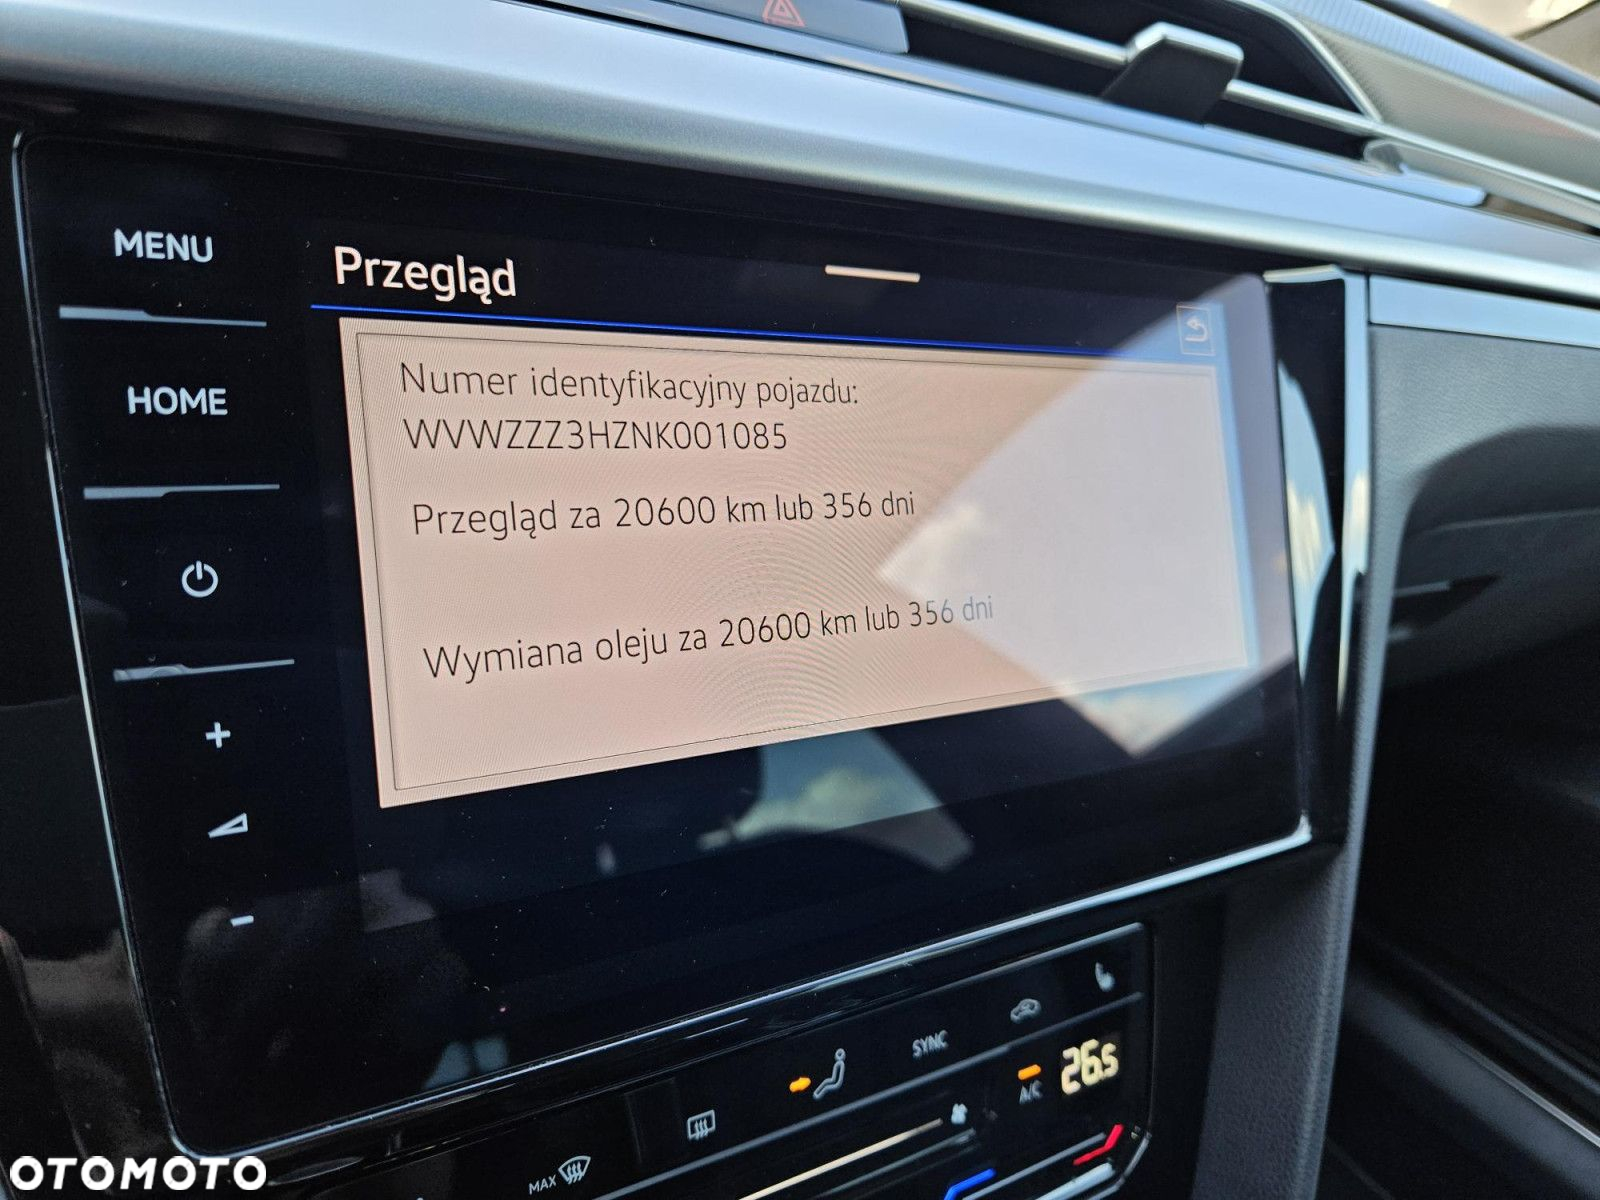 MENU
HOME
Przegląd
Numer identyfikacyjny pojazdu:
WVWZZZ3HZNK001085
Przegląd za 20600 km lub 356 dni
Wymiana oleju za 20600 km lub 356 dni
+
-
SYNC
A/C
26.5
MAX
OTOMOTO